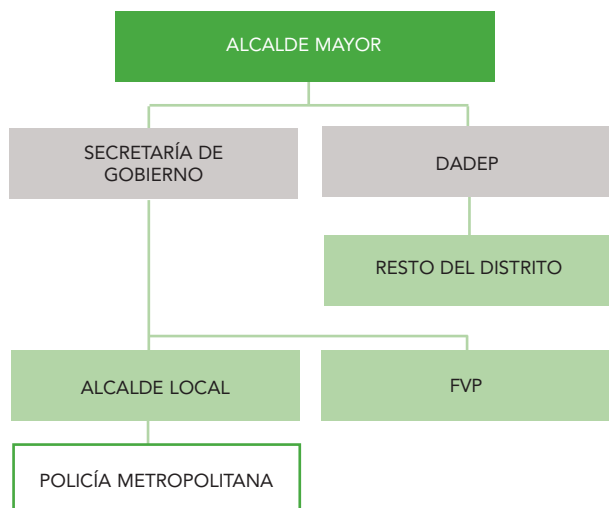 ALCALDE MAYOR
SECRETARÍA DE
GOBIERNO
DADEP
RESTO DEL DISTRITO
ALCALDE LOCAL
FVP
POLICÍA METROPOLITANA